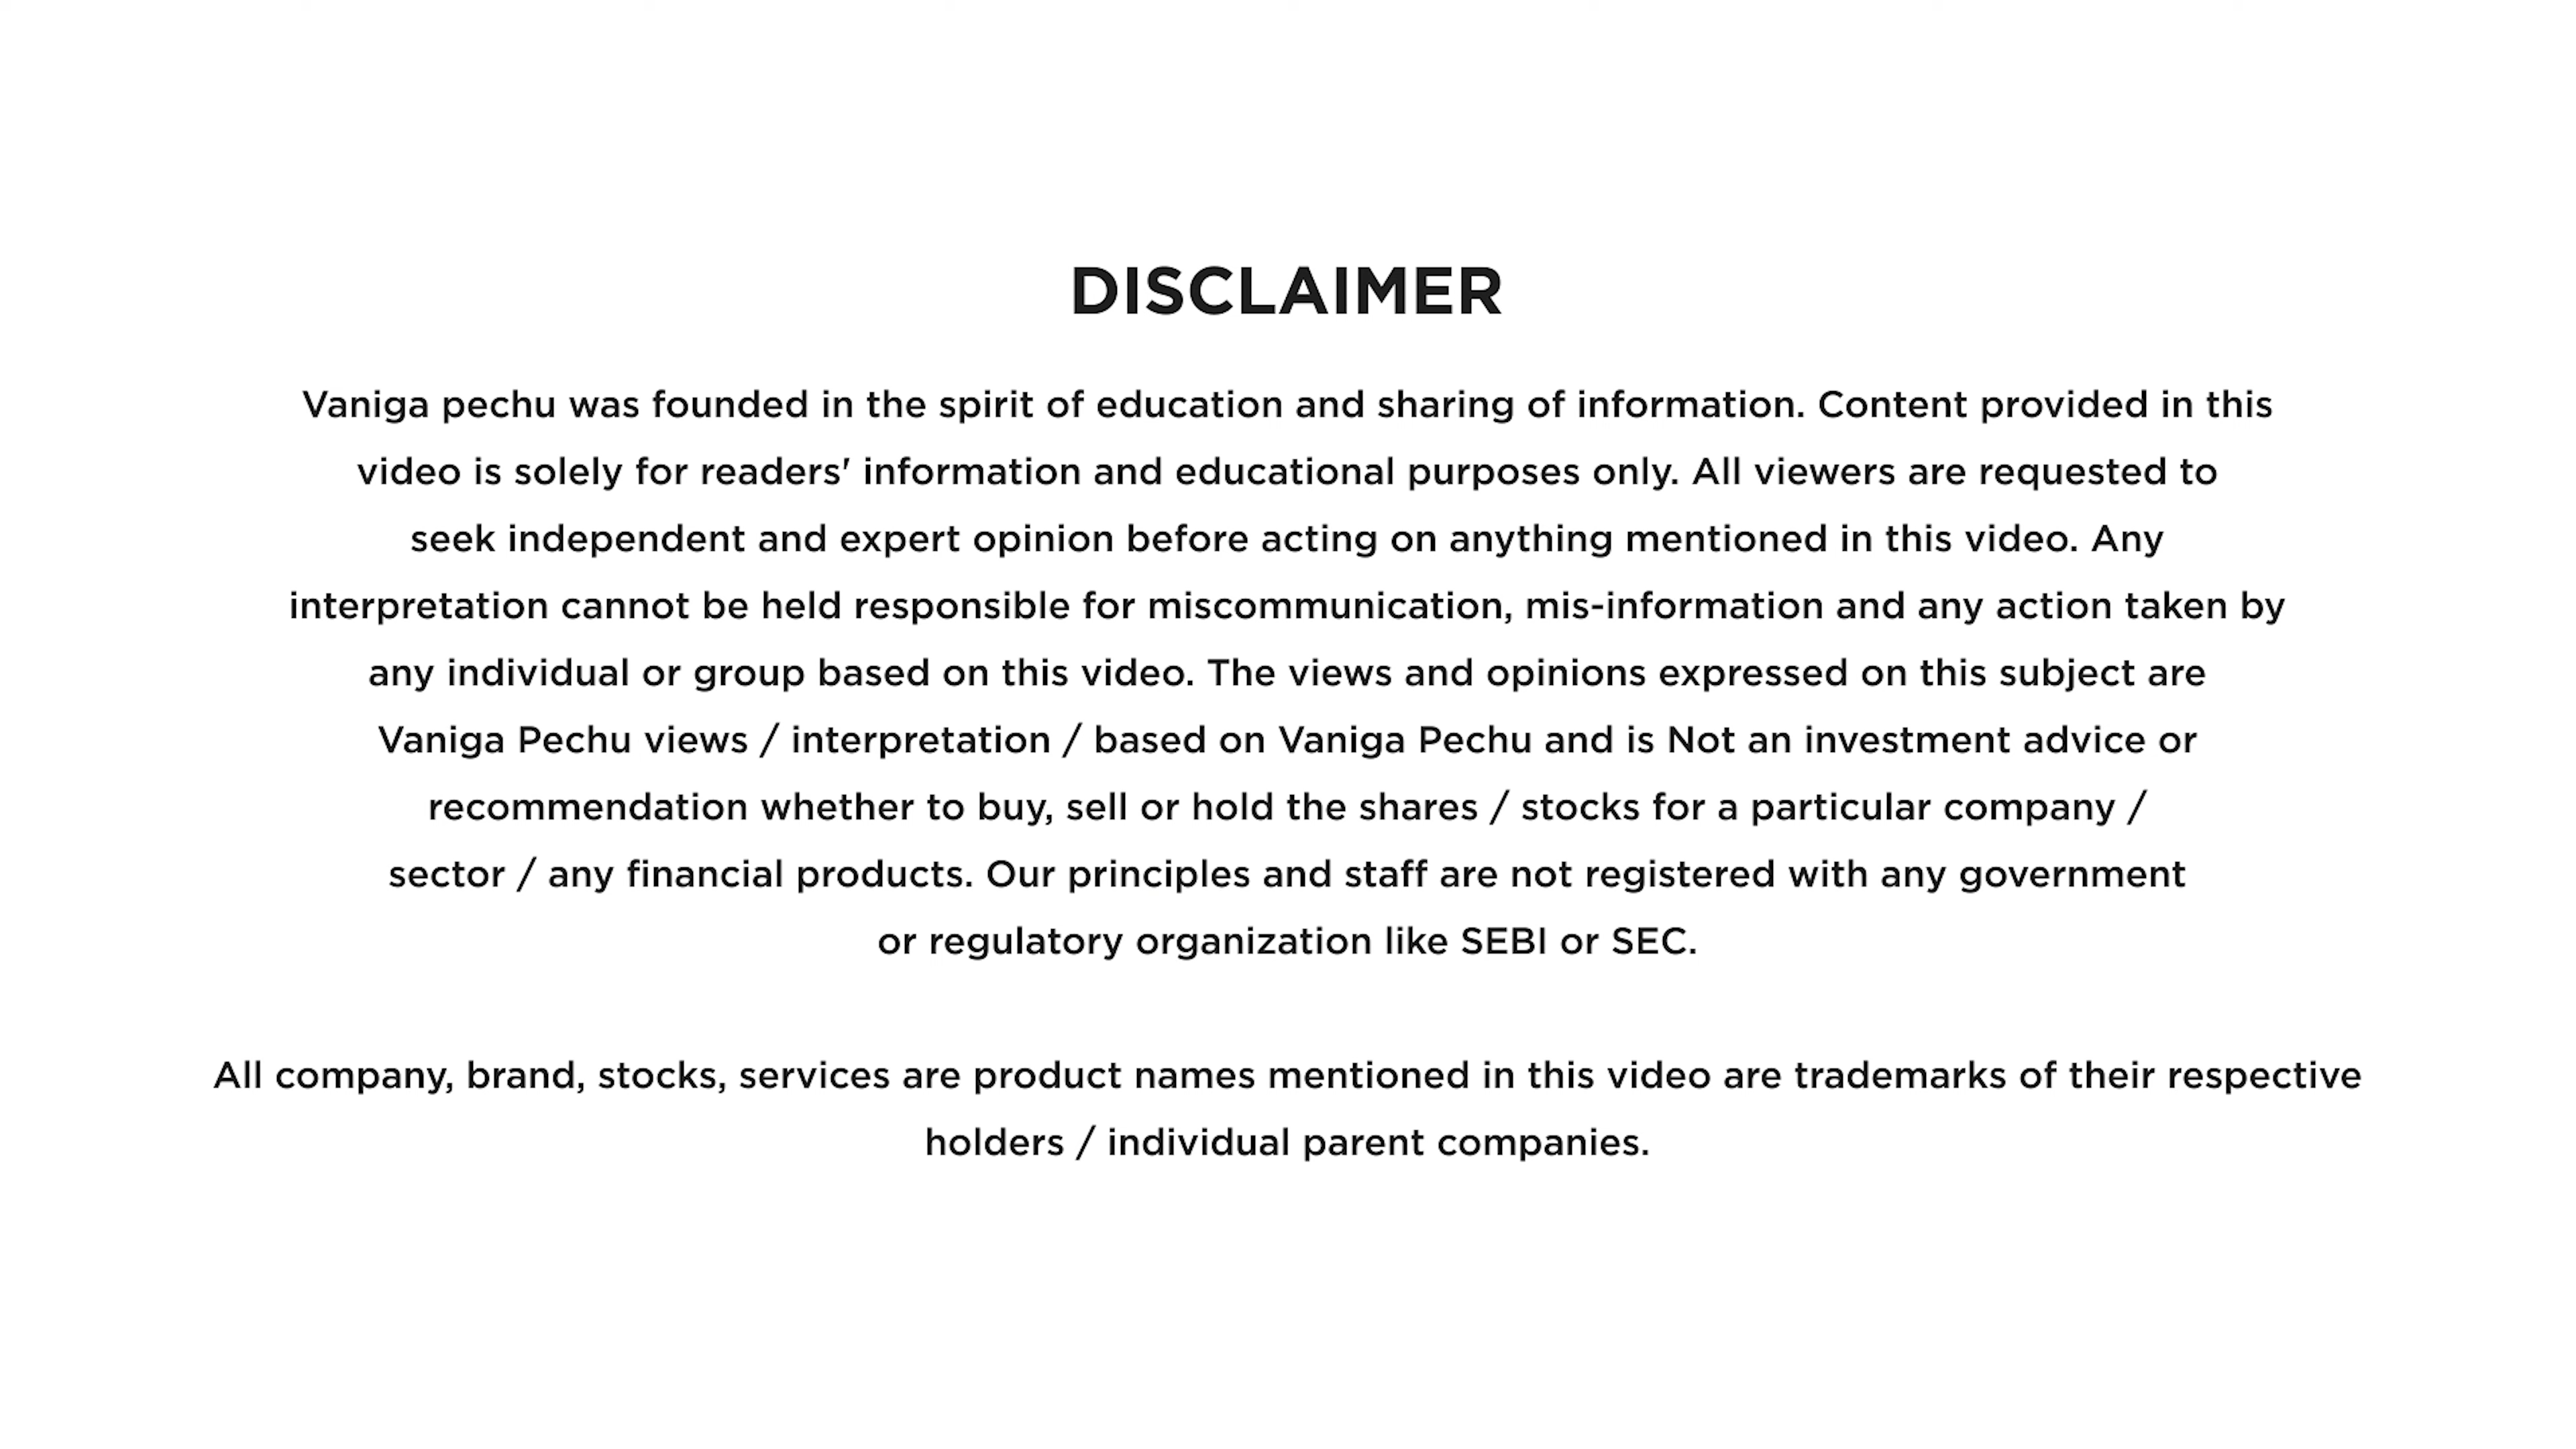 DISCLAIMER
Vaniga pechu was founded in the spirit of education and sharing of information. Content provided in this
video is solely for readers' information and educational purposes only. All viewers are requested to
seek independent and expert opinion before acting on anything mentioned in this video. Any
interpretation cannot be held responsible for miscommunication, mis-information and any action taken by
any individual or group based on this video. The views and opinions expressed on this subject are
Vaniga Pechu views / interpretation / based on Vaniga Pechu and is Not an investment advice or
recommendation whether to buy, sell or hold the shares / stocks for a particular company /
sector / any financial products. Our principles and staff are not registered with any government
or regulatory organization like SEBI or SEC.
All company, brand, stocks, services are product names mentioned in this video are trademarks of their respective
holders / individual parent companies.